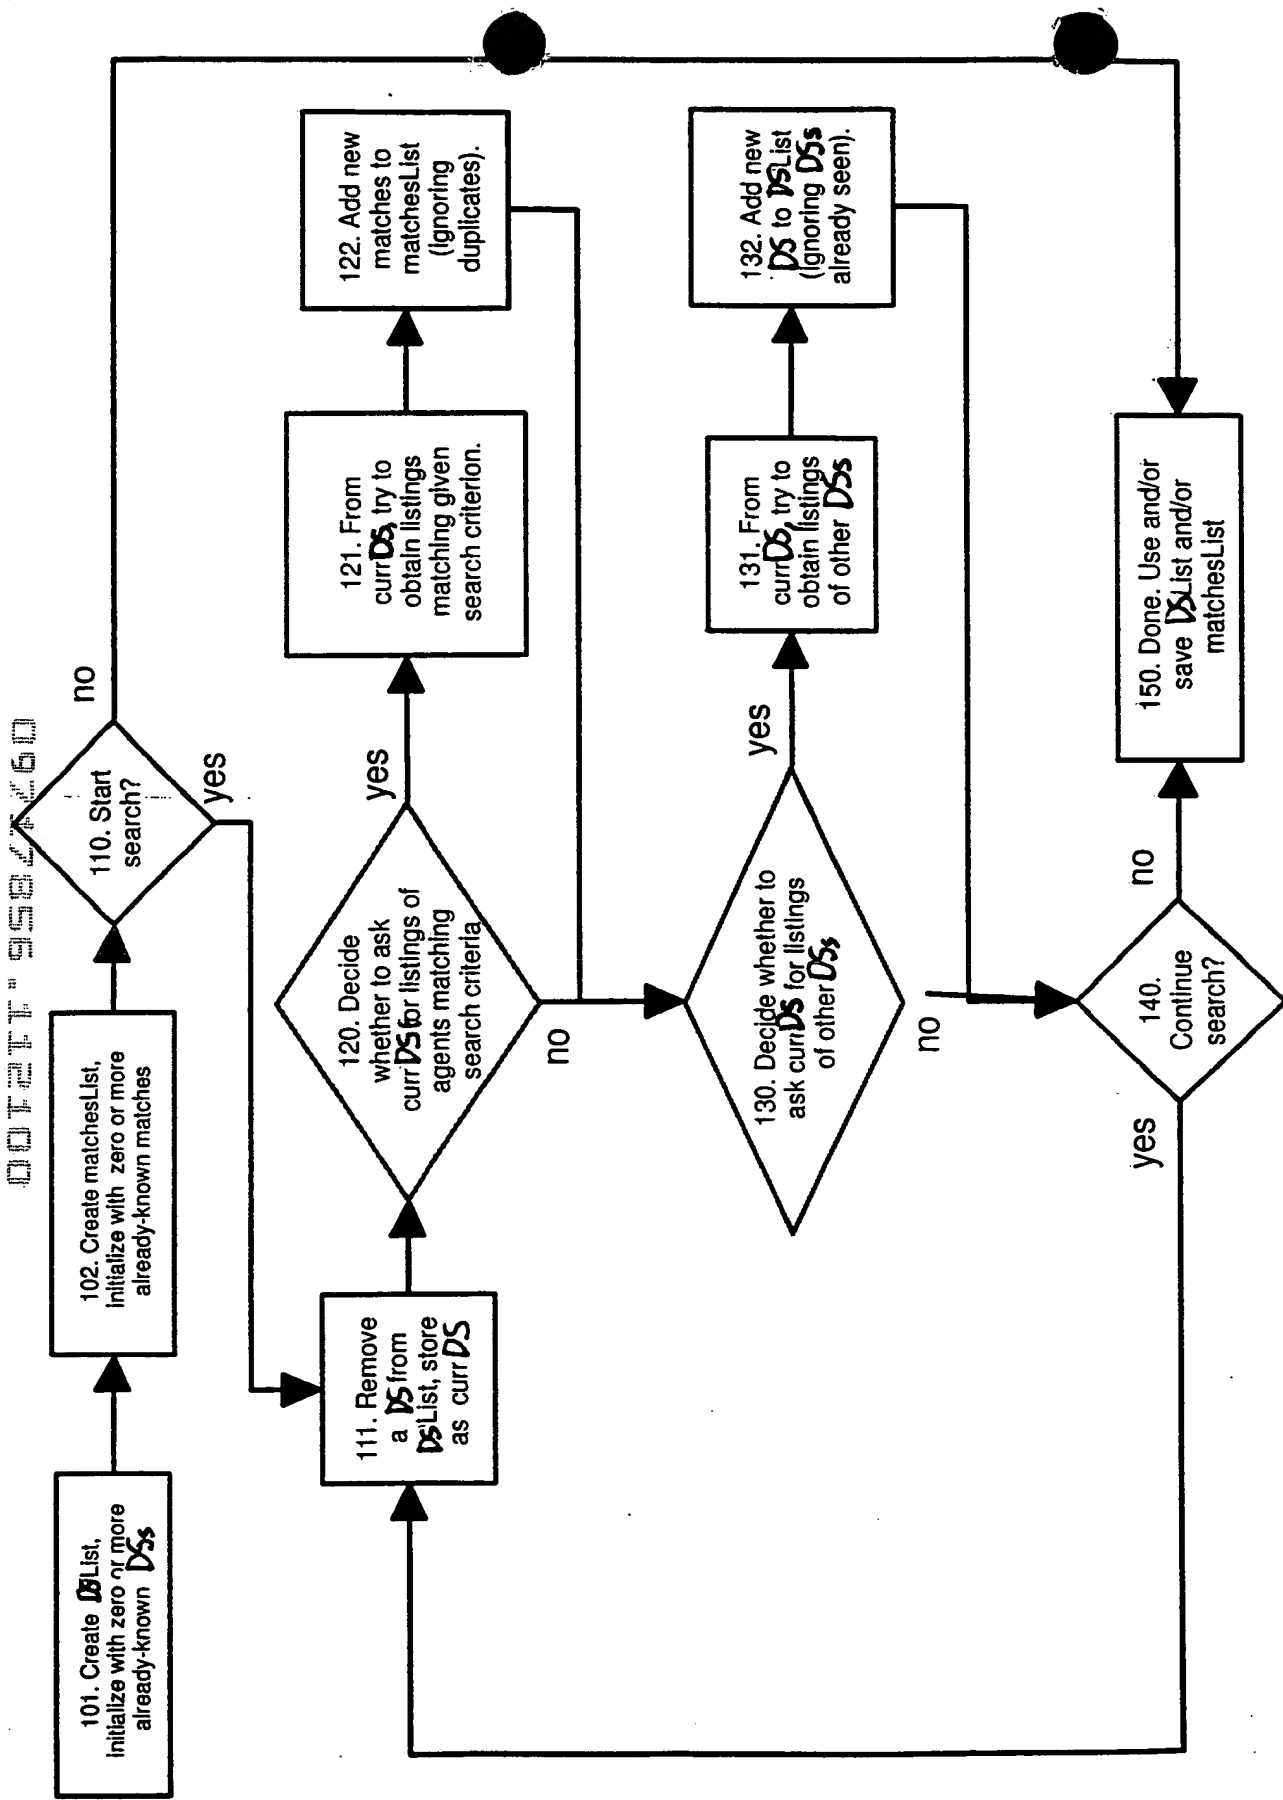 101. Create DSList,
Initialize with zero or more
already-known DSs
102. Create matchesList,
Initialize with zero or more
already-known matches
110. Start
search?
no
yes
111. Remove
a DS from
DSList, store
as currDS
120. Decide
whether to ask
currDS for listings of
agents matching
search criteria
yes
no
121. From
currDS, try to
obtain listings
matching given
search criterion.
122. Add new
matches to
matchesList
(Ignoring
duplicates).
130. Decide whether to
ask currDS for listings
of other DSs
yes
no
131. From
currDS, try to
obtain listings
of other DSs
132. Add new
DS to DSList
(Ignoring DSs
already seen).
140.
Continue
search?
yes
no
150. Done. Use and/or
save DSList and/or
matchesList